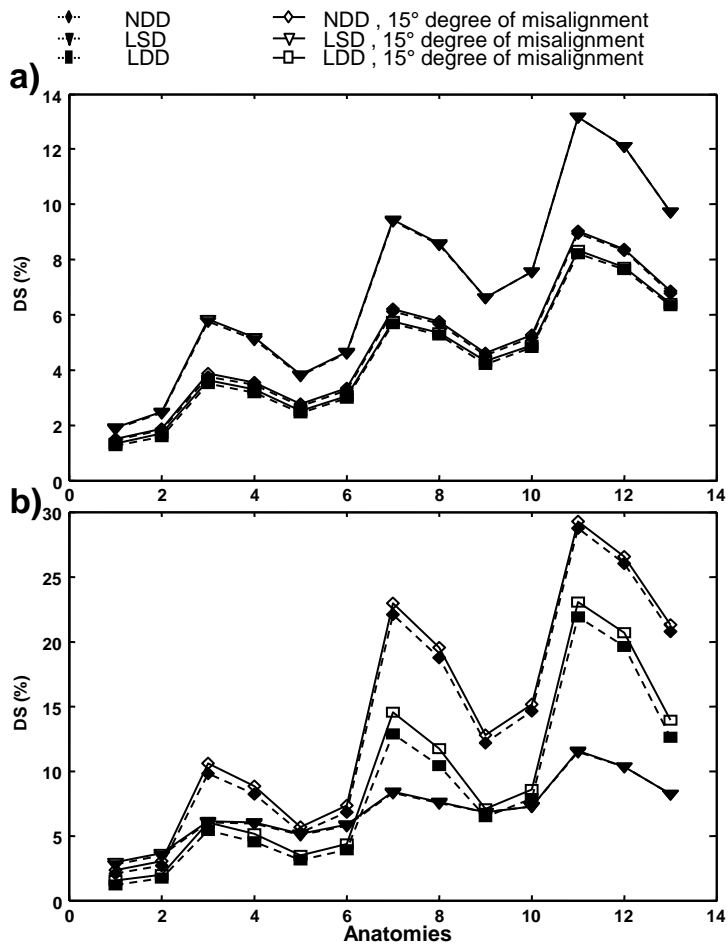 NDD NDD , 15° degree of misalignment
LSD LSD , 15° degree of misalignment
LDD LDD , 15° degree of misalignment
a)
14
12
10
8
6
4
2
0
DS (%)
0 2 4 6 8 10 12 14
b)
30
25
20
15
10
5
0
DS (%)
0 2 4 6 8 10 12 14
Anatomies